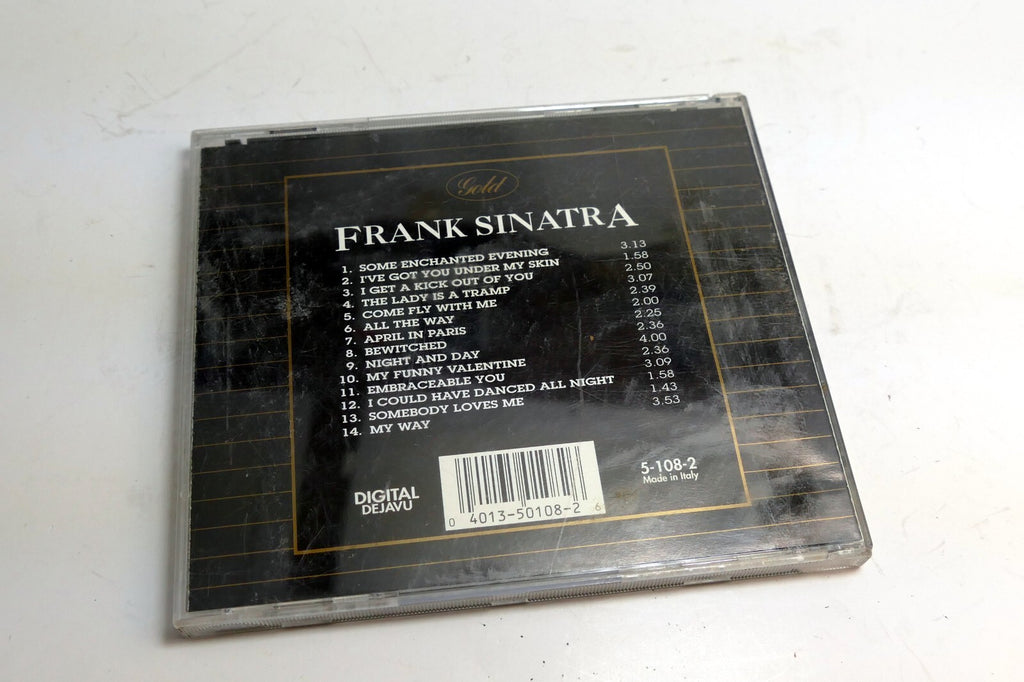 Gold
FRANK SINATRA
1. SOME ENCHANTED EVENING 3.13
2. I'VE GOT YOU UNDER MY SKIN 1.58
3. I GET A KICK OUT OF YOU 2.50
4. THE LADY IS A TRAMP 3.07
5. COME FLY WITH ME 2.39
6. ALL THE WAY 2.00
7. APRIL IN PARIS 2.25
8. BEWITCHED 2.36
9. NIGHT AND DAY 4.00
10. MY FUNNY VALENTINE 2.36
11. EMBRACEABLE YOU 3.09
12. I COULD HAVE DANCED ALL NIGHT 1.58
13. SOMEBODY LOVES ME 1.43
14. MY WAY 3.53
DIGITAL
DEJAVU
0 4013-50108-2 6
5-108-2
Made in Italy